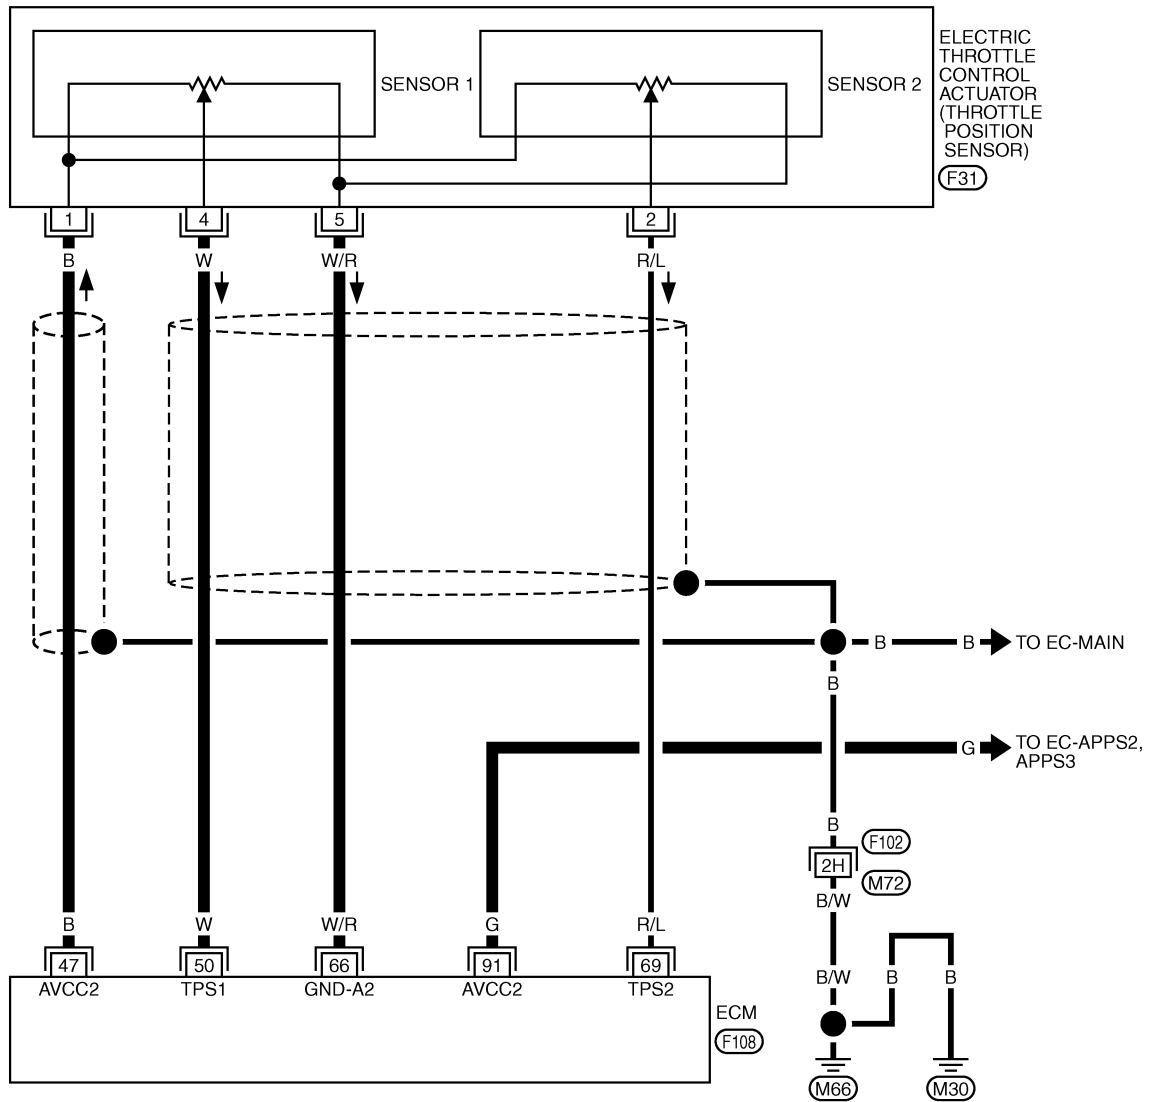 ELECTRIC
THROTTLE
CONTROL
ACTUATOR
(THROTTLE
POSITION
SENSOR)
F31
SENSOR 1
SENSOR 2
1
4
5
2
B
W
W/R
R/L
B
B
TO EC-MAIN
B
G
TO EC-APPS2,
APPS3
B
F102
2H
M72
B/W
B
W
W/R
G
R/L
47
50
66
91
69
B/W
B
B
AVCC2
TPS1
GND-A2
AVCC2
TPS2
ECM
F108
M66
M30